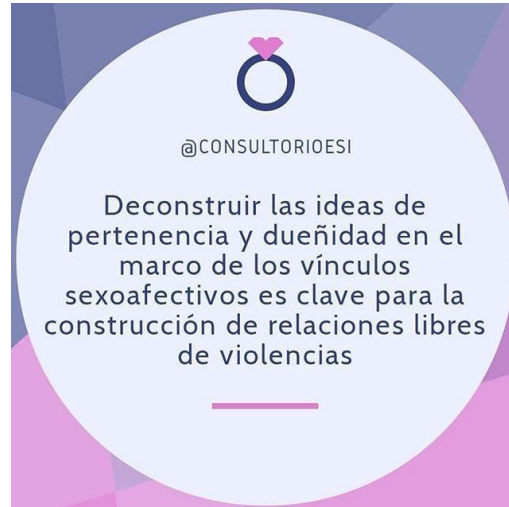 @CONSULTORIOESI
Deconstruir las ideas de
pertenencia y dueñidad en el
marco de los vínculos
sexoafectivos es clave para la
construcción de relaciones libres
de violencias